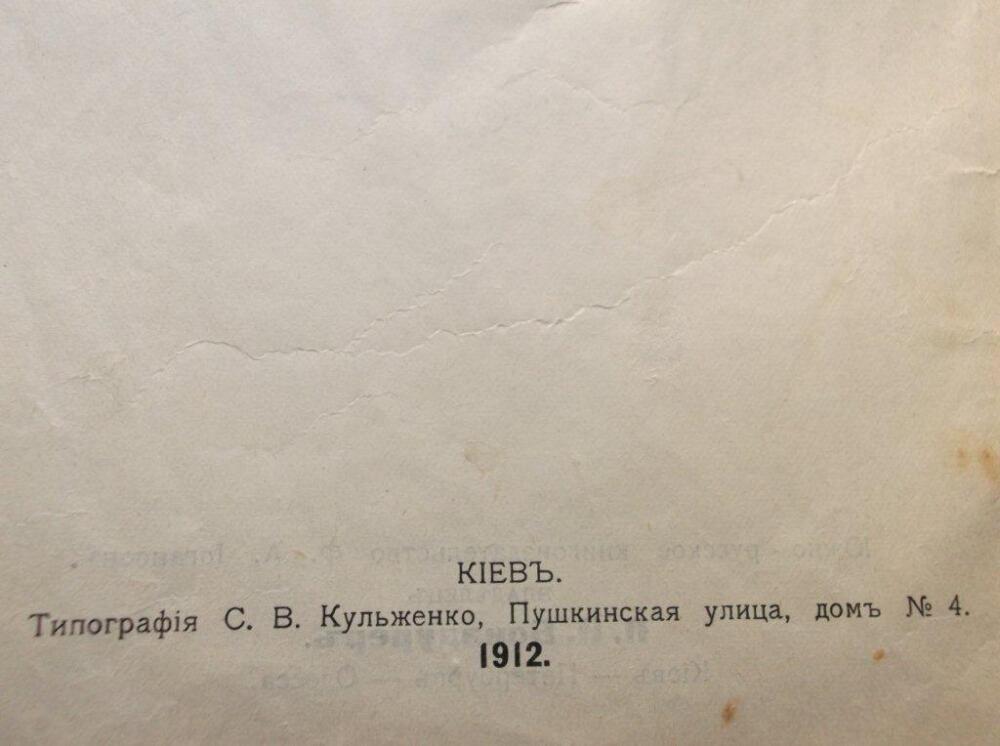 КІЕВЪ.
Типографія С. В. Кульженко, Пушкинская улица, домъ № 4.
1912.